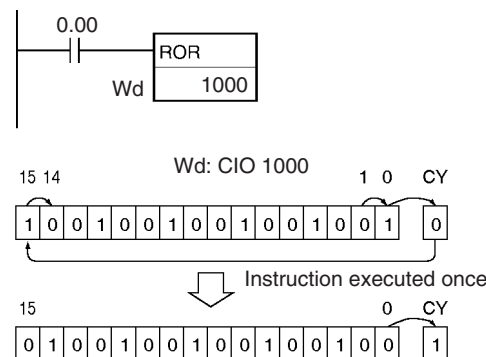 0.00
ROR
Wd 1000
Wd: CIO 1000
15 14 1 0 CY
1 0 0 1 0 0 1 0 0 1 0 0 1 0 0 1 0
Instruction executed once
15 0 CY
0 1 0 0 1 0 0 1 0 0 1 0 0 1 0 0 1